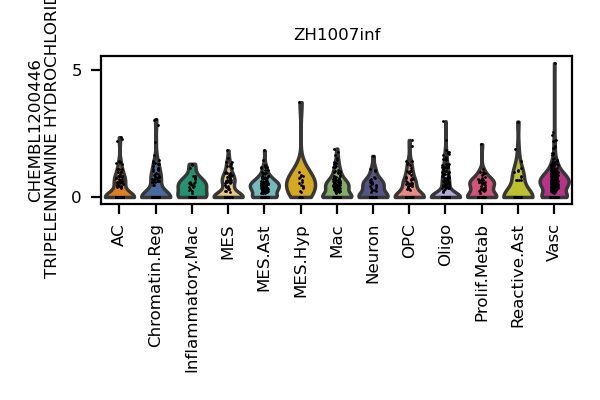 ZH1007inf
CHEMBL1200446
TRIPELENNAMINE HYDROCHLORIDE
5
0
AC
Chromatin.Reg
Inflammatory.Mac
MES
MES.Ast
MES.Hyp
Mac
Neuron
OPC
Oligo
Prolif.Metab
Reactive.Ast
Vasc